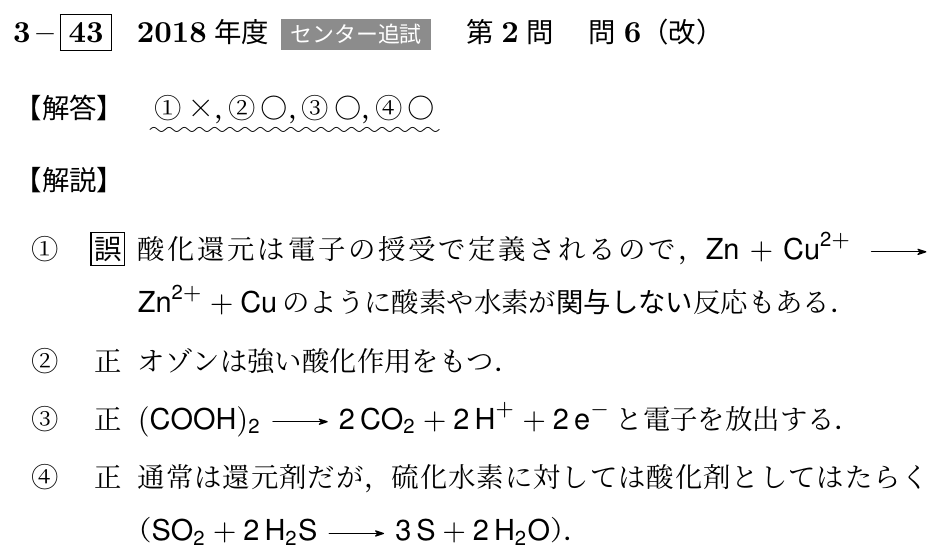 3−43 2018 年度 センター追試 第 2 問 問 6（改）
【解答】 ① ×, ② ○, ③ ○, ④ ○
【解説】
① 誤 酸化還元は電子の授受で定義されるので，Zn + Cu²⁺ ⟶
Zn²⁺ + Cu のように酸素や水素が関与しない反応もある．
② 正 オゾンは強い酸化作用をもつ．
③ 正 (COOH)₂ ⟶ 2 CO₂ + 2 H⁺ + 2 e⁻ と電子を放出する．
④ 正 通常は還元剤だが，硫化水素に対しては酸化剤としてはたらく
（SO₂ + 2 H₂S ⟶ 3 S + 2 H₂O）．